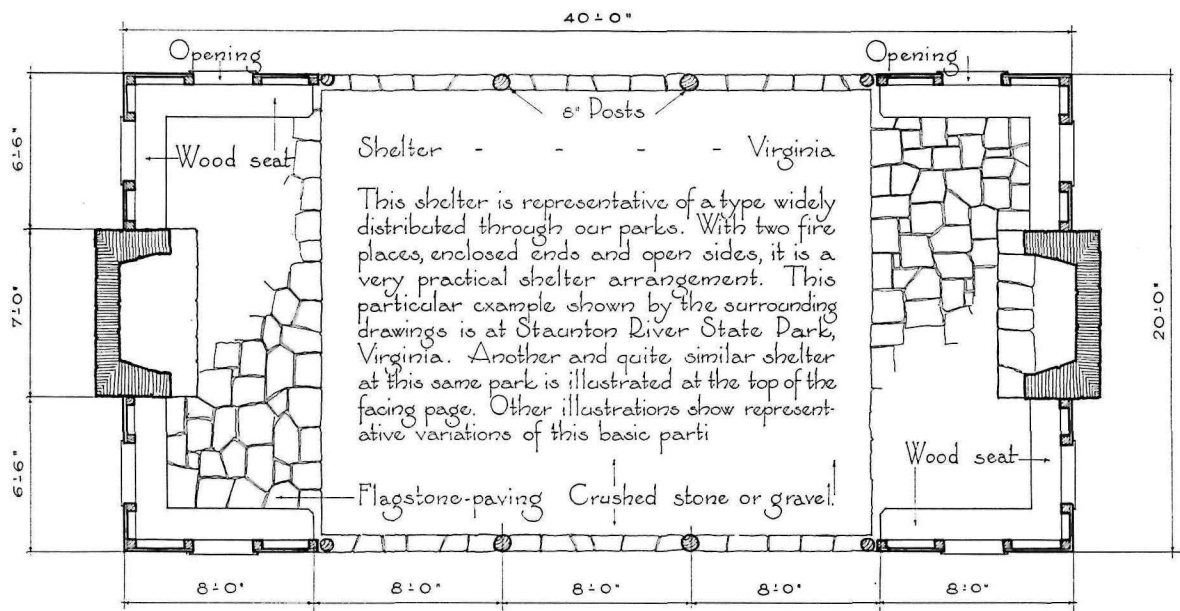 40'-0"
Opening
Opening
8" Posts
6'-6"
Wood seat
Shelter - - - - Virginia
This shelter is representative of a type widely
distributed through our parks. With two fire
places, enclosed ends and open sides, it is a
very practical shelter arrangement. This
particular example shown by the surrounding
drawings is at Staunton River State Park,
Virginia. Another and quite similar shelter
at this same park is illustrated at the top of the
facing page. Other illustrations show represent-
ative variations of this basic parti
7'-0"
20'-0"
6'-6"
Wood seat
Flagstone-paving Crushed stone or gravel.
8'-0" 8'-0" 8'-0" 8'-0" 8'-0"